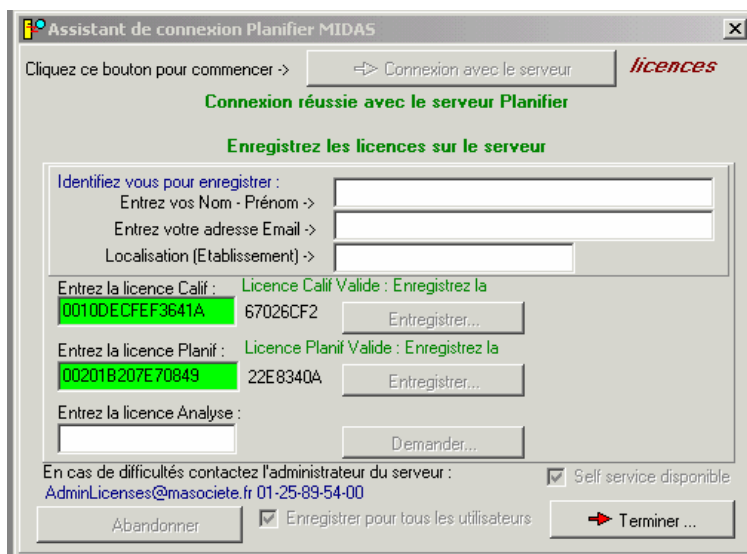 Assistant de connexion Planifier MIDAS
Cliquez ce bouton pour commencer -> Connexion avec le serveur licences
Connexion réussie avec le serveur Planifier
Enregistrez les licences sur le serveur
Identifiez vous pour enregistrer :
Entrez vos Nom - Prénom ->
Entrez votre adresse Email ->
Localisation (Etablissement) ->
Entrez la licence Calif : Licence Calif Valide : Enregistrez la
0010DECFEF3641A 67026CF2 Entregistrer...
Entrez la licence Planif : Licence Planif Valide : Enregistrez la
00201B207E70849 22E8340A Entregistrer...
Entrez la licence Analyse :
Demander...
En cas de difficultés contactez l'administrateur du serveur : Self service disponible
AdminLicenses@masociete.fr 01-25-89-54-00
Abandonner Enregistrer pour tous les utilisateurs Terminer ...